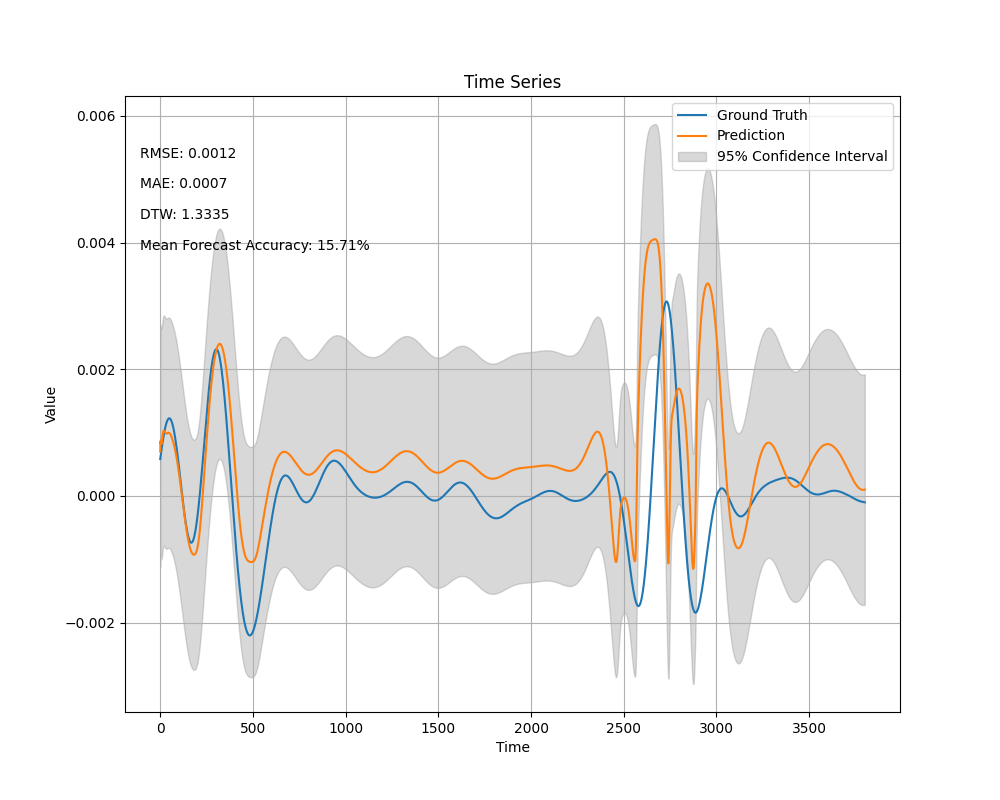 Time Series
0.006
0.004
0.002
0.000
−0.002
Value
RMSE: 0.0012
MAE: 0.0007
DTW: 1.3335
Mean Forecast Accuracy: 15.71%
Ground Truth
Prediction
95% Confidence Interval
0 500 1000 1500 2000 2500 3000 3500
Time